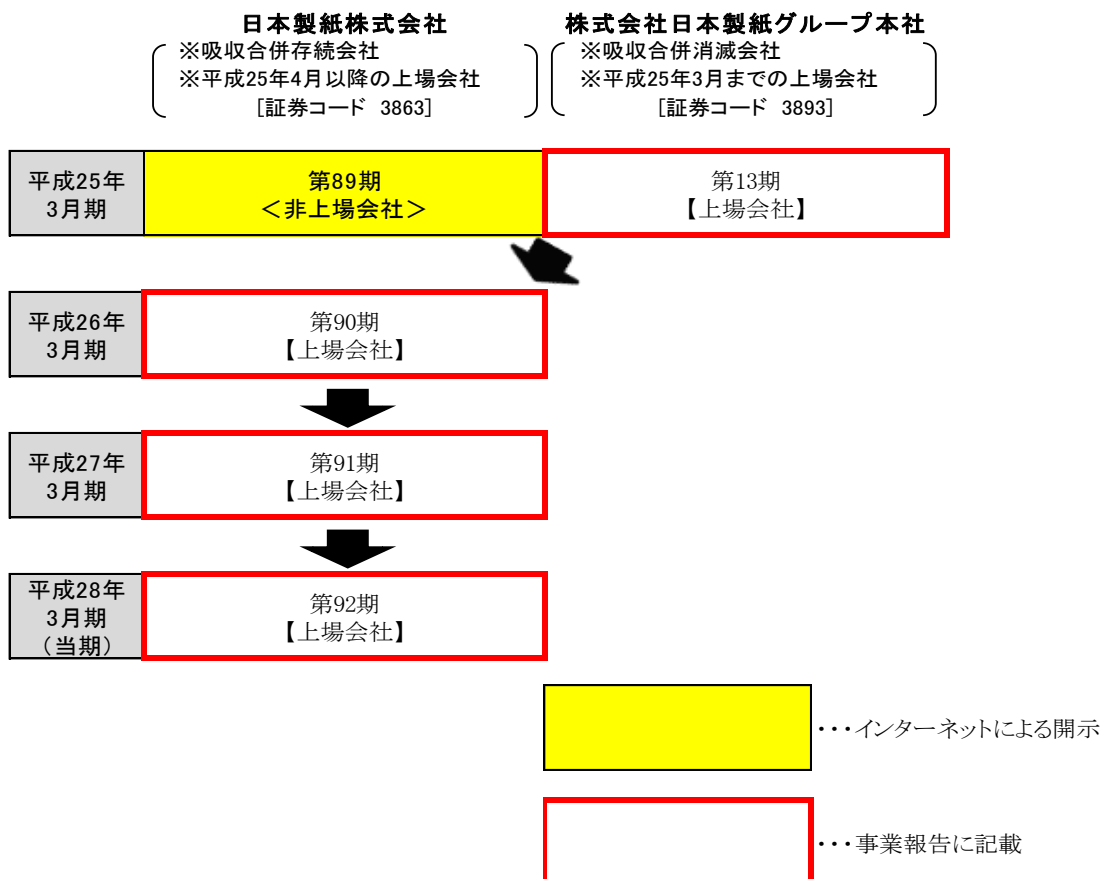 日本製紙株式会社
※吸収合併存続会社
※平成25年4月以降の上場会社
[証券コード 3863]
株式会社日本製紙グループ本社
※吸収合併消滅会社
※平成25年3月までの上場会社
[証券コード 3893]
平成25年
3月期
第89期
＜非上場会社＞
第13期
【上場会社】
平成26年
3月期
第90期
【上場会社】
平成27年
3月期
第91期
【上場会社】
平成28年
3月期
（当期）
第92期
【上場会社】
・・・インターネットによる開示
・・・事業報告に記載